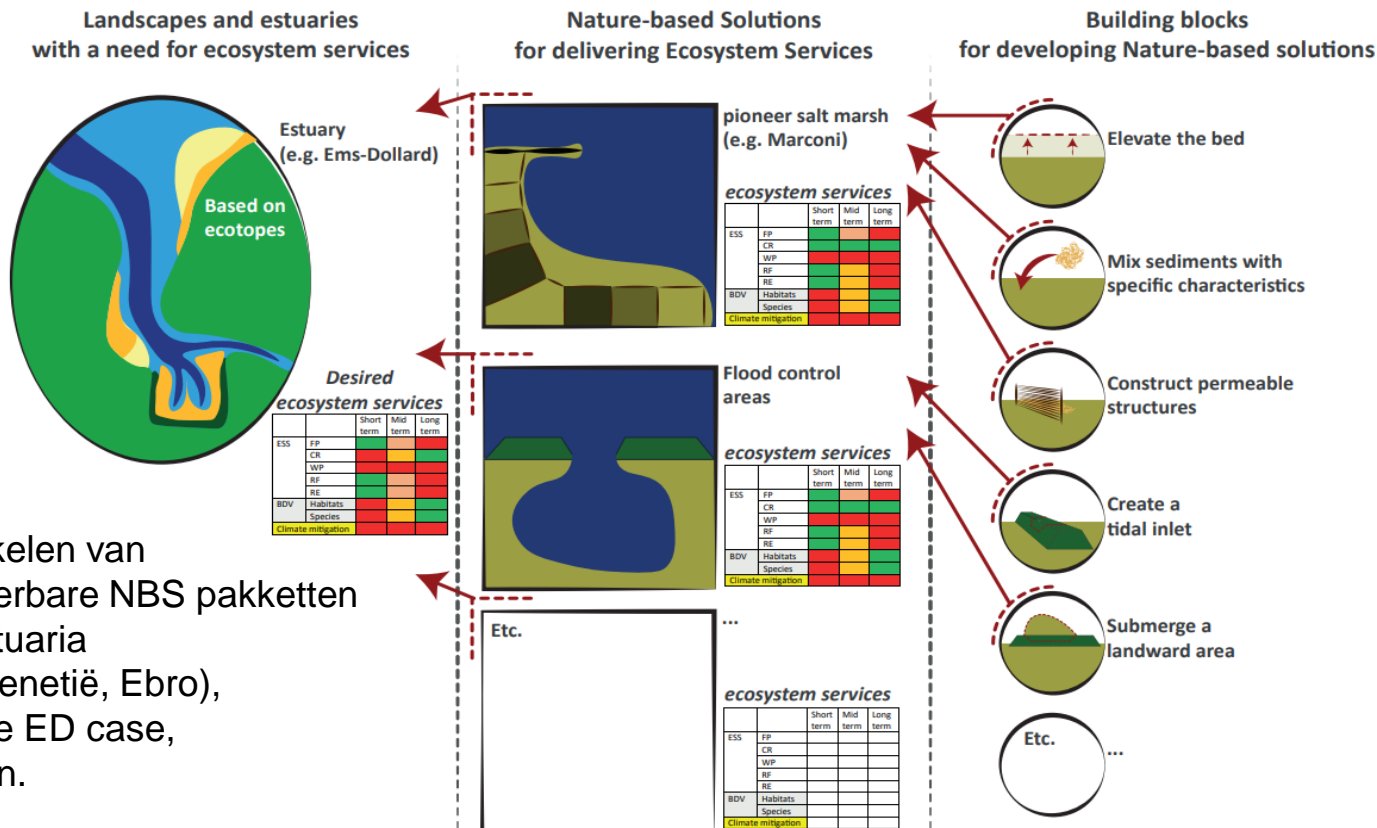 Landscapes and estuaries
with a need for ecosystem services
Estuary
(e.g. Ems-Dollard)
Based on
ecotopes
Desired
ecosystem services
Short term Mid term Long term
ESS FP
CR
WP
RF
RE
BDV Habitats
Species
Climate mitigation
kelen van
erbare NBS pakketten
tuaria
enetië, Ebro),
e ED case,
n.
Nature-based Solutions
for delivering Ecosystem Services
pioneer salt marsh
(e.g. Marconi)
ecosystem services
Short term Mid term Long term
ESS FP
CR
WP
RF
RE
BDV Habitats
Species
Climate mitigation
Flood control
areas
ecosystem services
Short term Mid term Long term
ESS FP
CR
WP
RF
RE
BDV Habitats
Species
Climate mitigation
Etc.
...
ecosystem services
Short term Mid term Long term
ESS FP
CR
WP
RF
RE
BDV Habitats
Species
Climate mitigation
Building blocks
for developing Nature-based solutions
Elevate the bed
Mix sediments with
specific characteristics
Construct permeable
structures
Create a
tidal inlet
Submerge a
landward area
Etc.
...